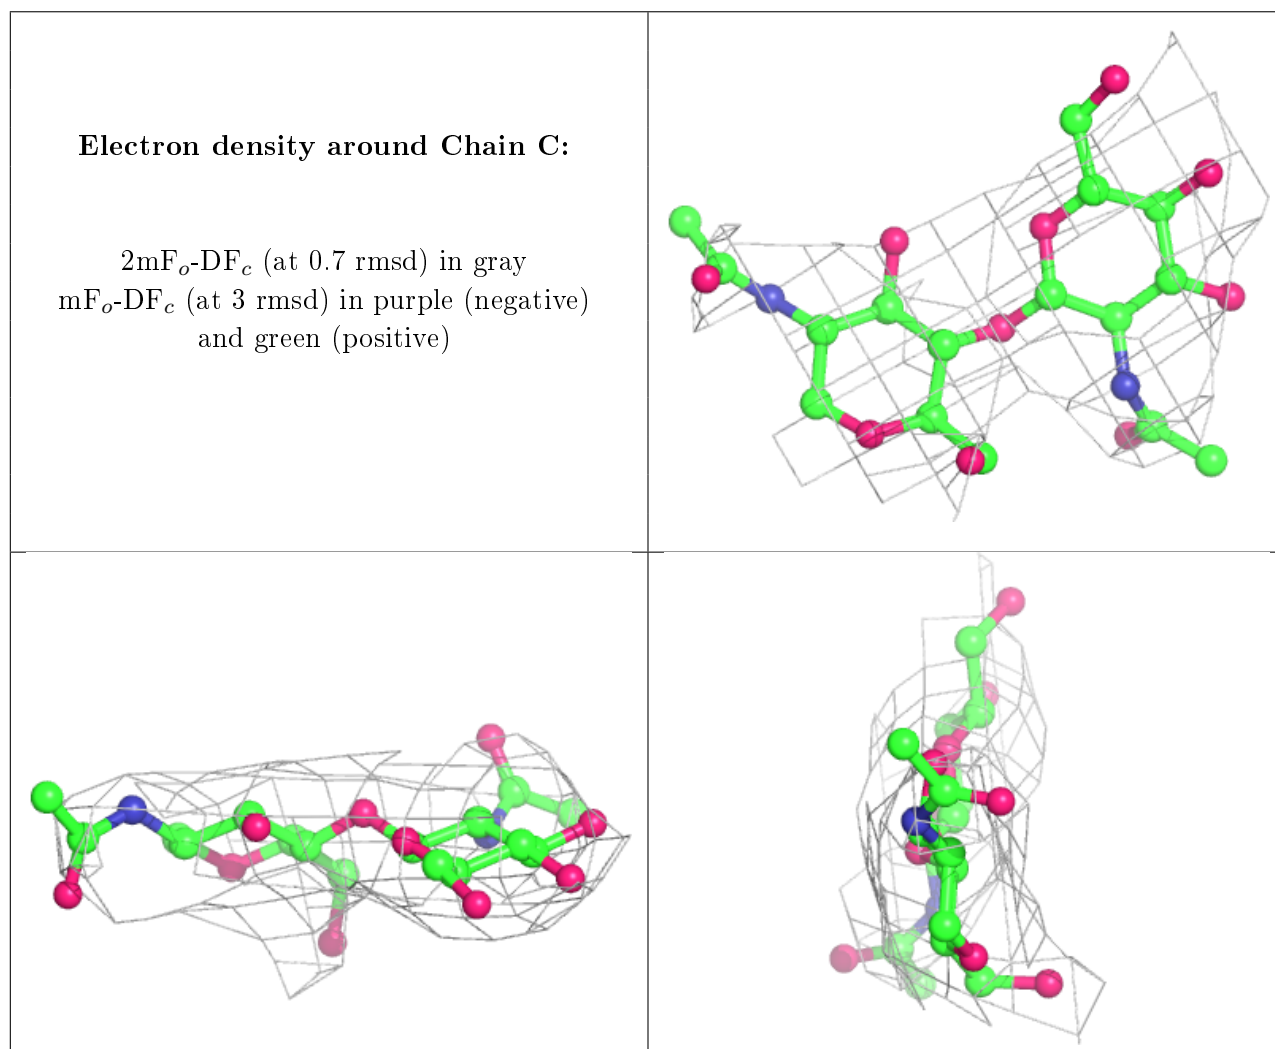 Electron density around Chain C:
2mFo-DFc (at 0.7 rmsd) in gray
mFo-DFc (at 3 rmsd) in purple (negative)
and green (positive)